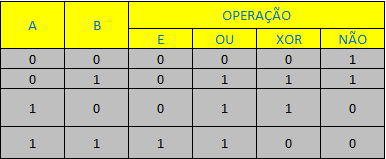 A B OPERAÇÃO
E OU XOR NÃO
0 0 0 0 0 1
0 1 0 1 1 1
1 0 0 1 1 0
1 1 1 1 0 0